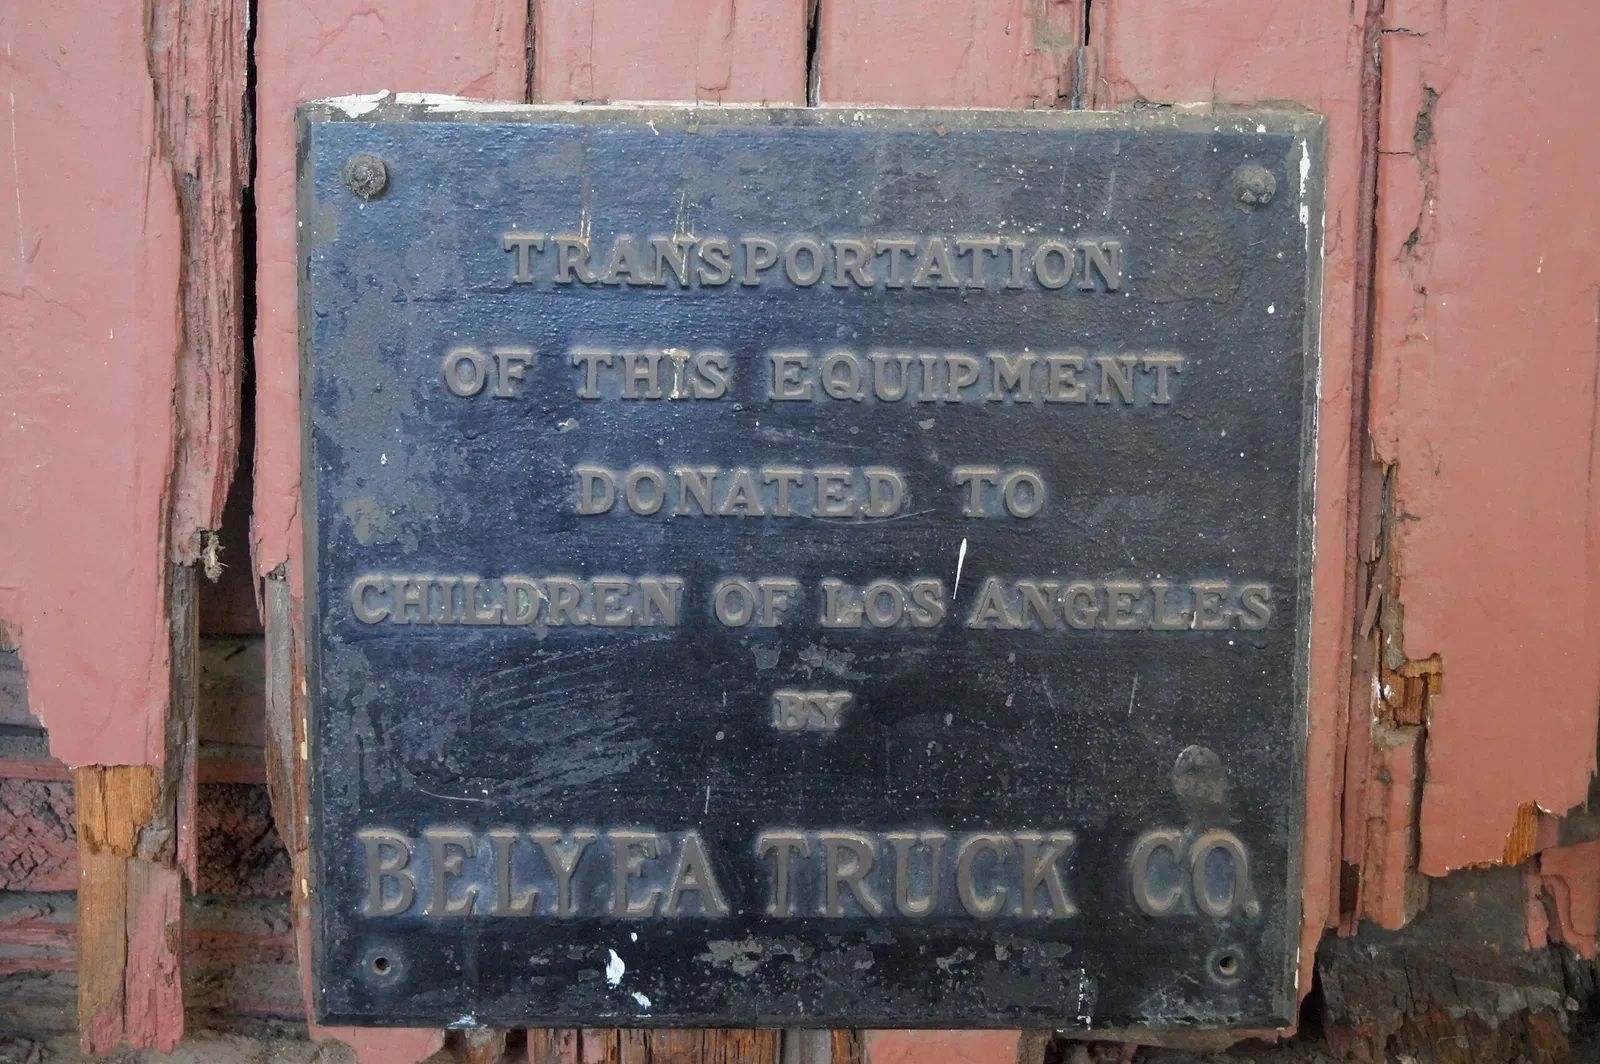 TRANSPORTATION
OF THIS EQUIPMENT
DONATED TO
CHILDREN OF LOS ANGELES
BY
BELYEA TRUCK CO.